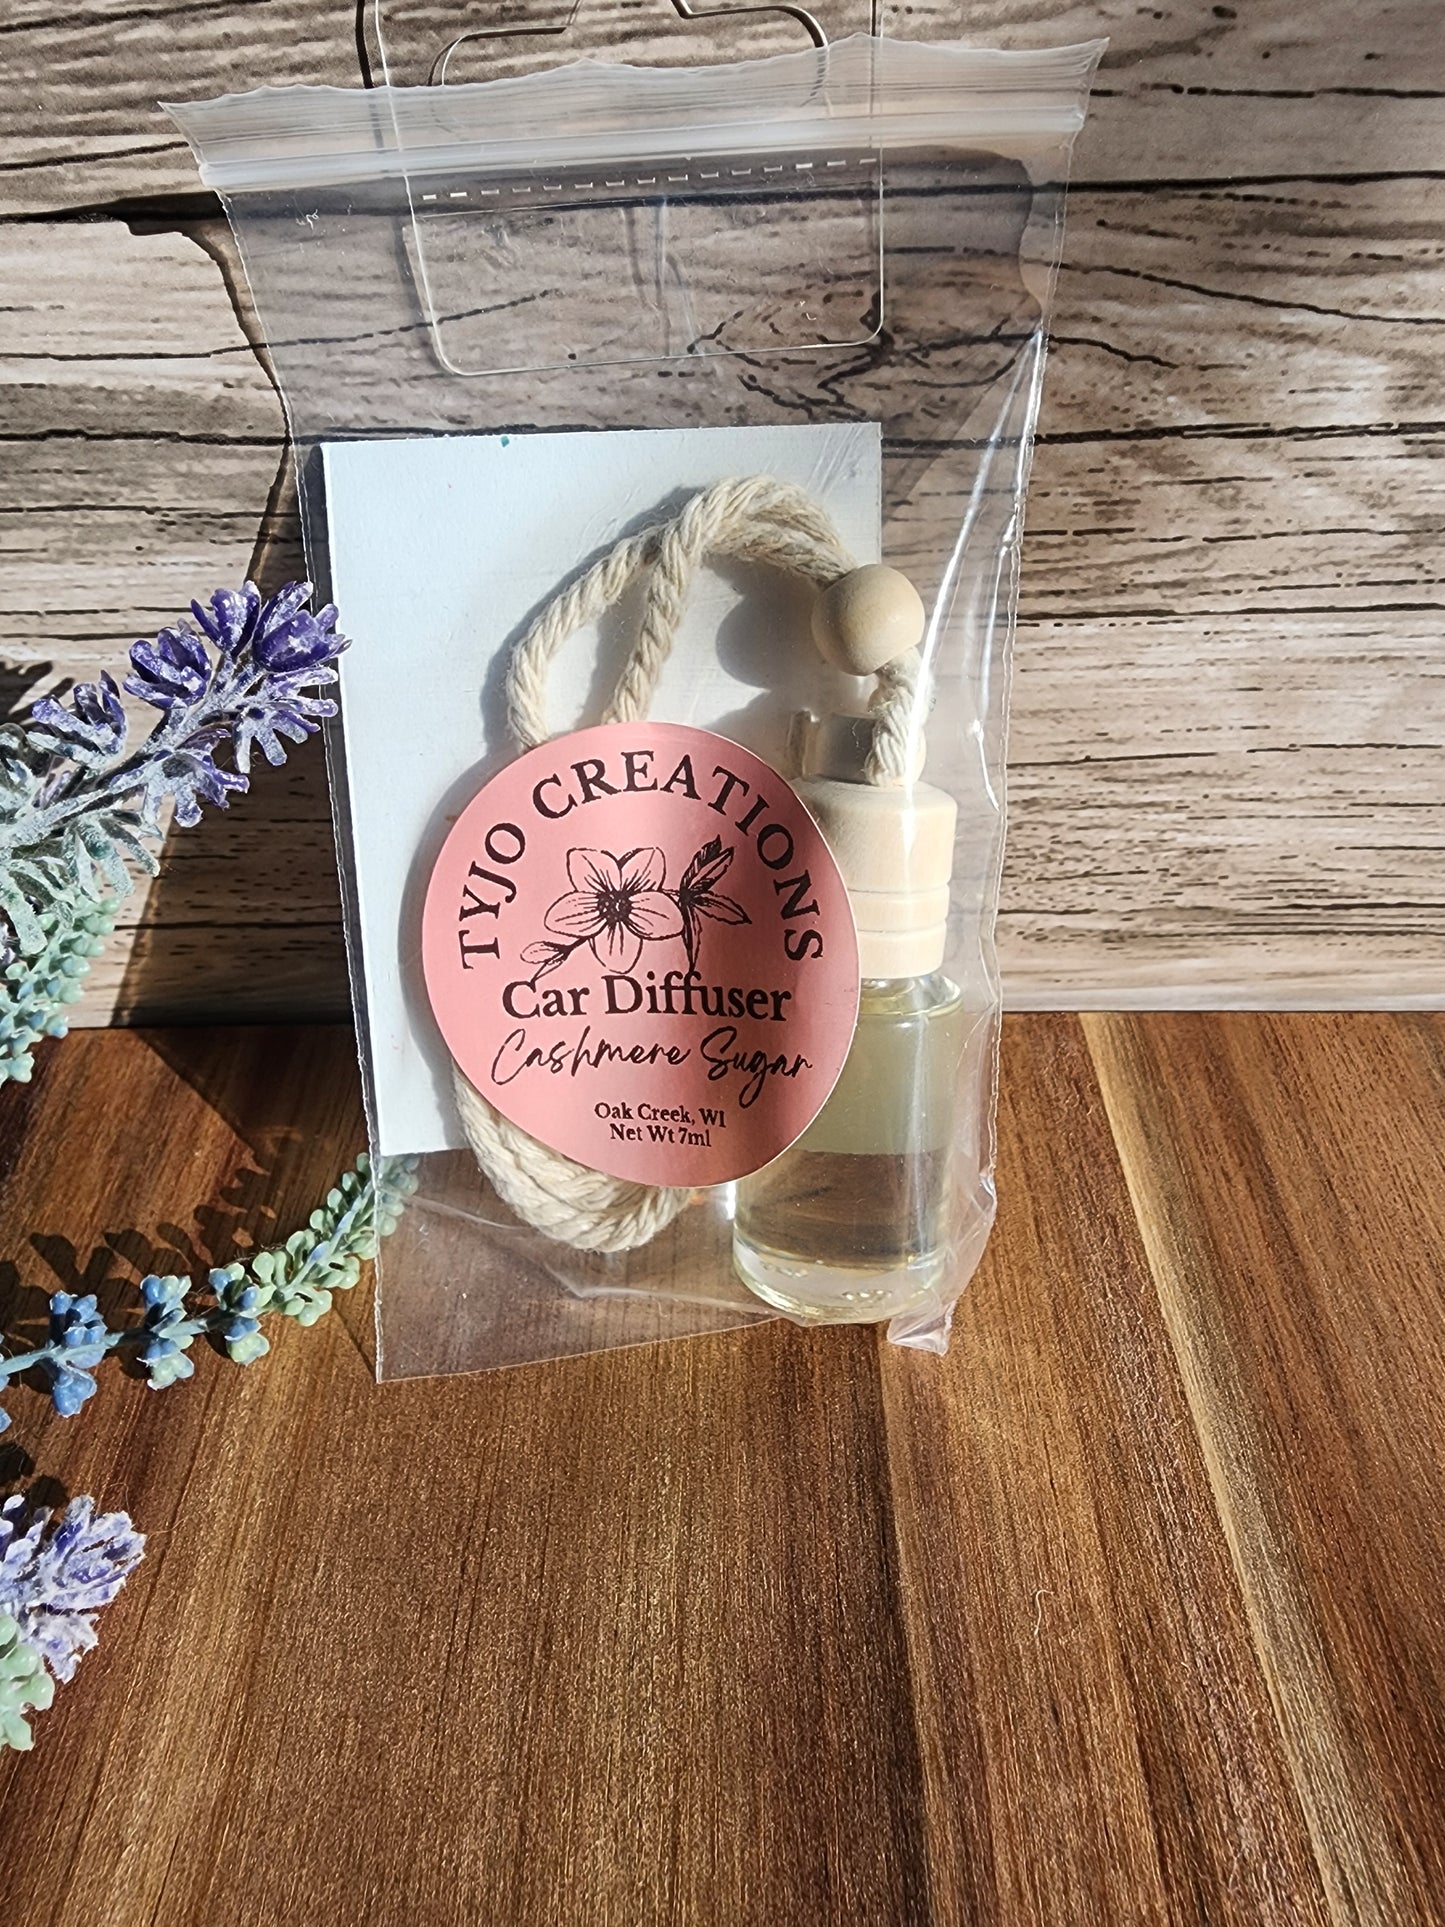 TYJO CREATIONS
Car Diffuser
Cashmere Sugar
Oak Creek, WI
Net Wt 7ml